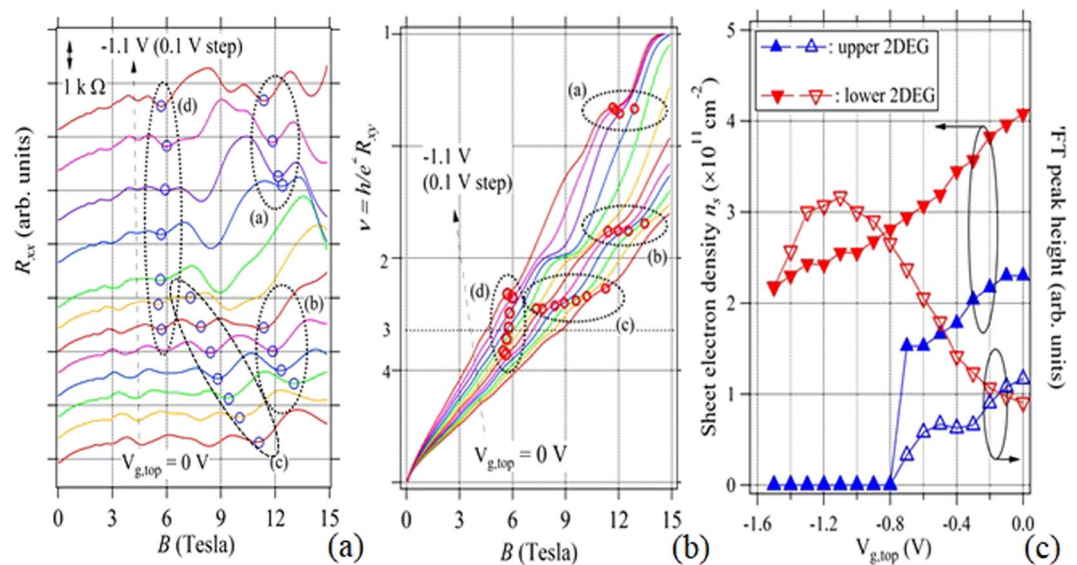 -1.1 V (0.1 V step)
1 k Ω
(d)
(a)
(b)
(c)
V_g,top = 0 V
R_xx (arb. units)
0 3 6 9 12 15
B (Tesla)
(a)
1
2
3
4
ν = h/e² R_xy
(a)
-1.1 V
(0.1 V step)
(b)
(d)
(c)
V_g,top = 0 V
0 3 6 9 12 15
B (Tesla)
(b)
5
4
3
2
1
0
Sheet electron density n_s (×10¹¹ cm⁻²)
: upper 2DEG
: lower 2DEG
'FT peak height (arb. units)
-1.6 -1.2 -0.8 -0.4 0.0
V_g,top (V)
(c)